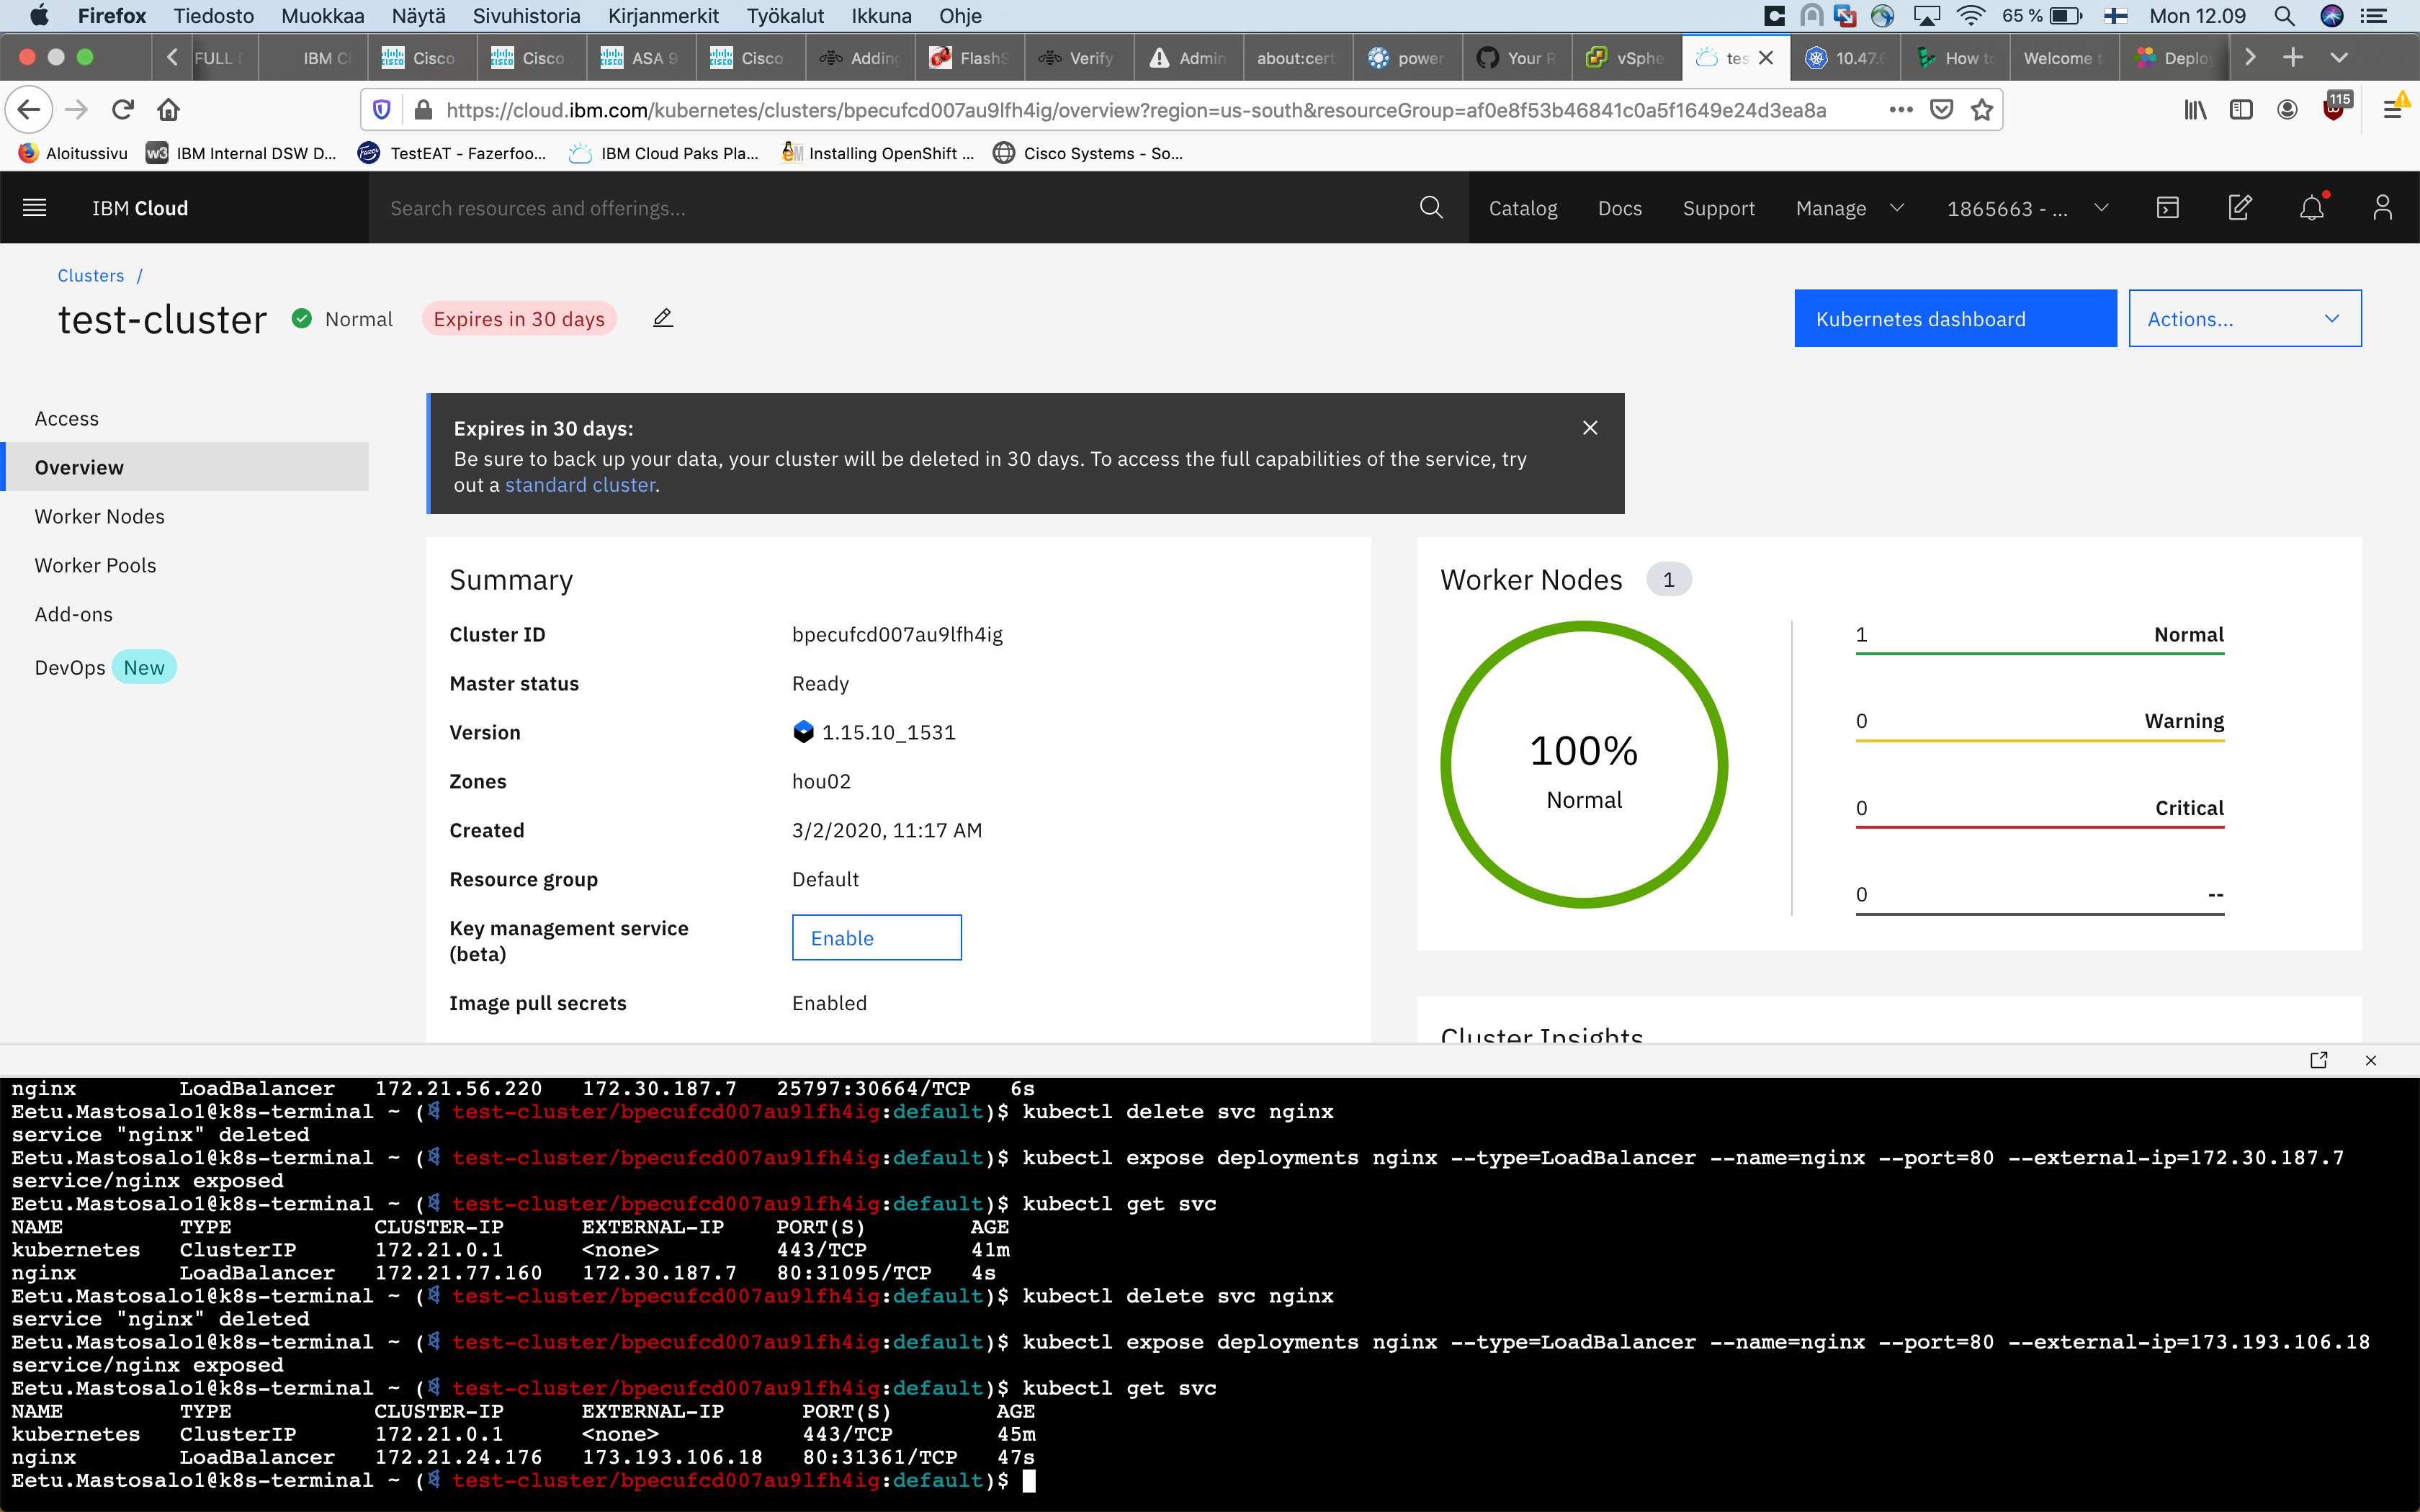 Firefox Tiedosto Muokkaa Näytä Sivuhistoria Kirjanmerkit Työkalut Ikkuna Ohje 65 % Mon 12.09
FULL IBM Cl Cisco Cisco ASA 9 Cisco Adding FlashS Verify Admin about:cert power Your R vSphe tes 10.47.6 How to Welcome t Deploy
https://cloud.ibm.com/kubernetes/clusters/bpecufcd007au9lfh4ig/overview?region=us-south&resourceGroup=af0e8f53b46841c0a5f1649e24d3ea8a 115
Aloitussivu w3 IBM Internal DSW D... TestEAT - Fazerfoo... IBM Cloud Paks Pla... Installing OpenShift ... Cisco Systems - So...
IBM Cloud Search resources and offerings... Catalog Docs Support Manage 1865663 - ...
Clusters /
test-cluster Normal Expires in 30 days Kubernetes dashboard Actions...
Access
Overview
Worker Nodes
Worker Pools
Add-ons
DevOps New
Expires in 30 days:
Be sure to back up your data, your cluster will be deleted in 30 days. To access the full capabilities of the service, try
out a standard cluster.
Summary
Cluster ID bpecufcd007au9lfh4ig
Master status Ready
Version 1.15.10_1531
Zones hou02
Created 3/2/2020, 11:17 AM
Resource group Default
Key management service
(beta) Enable
Image pull secrets Enabled
Worker Nodes 1
100%
Normal
1 Normal
0 Warning
0 Critical
0 --
Cluster Insights
nginx LoadBalancer 172.21.56.220 172.30.187.7 25797:30664/TCP 6s
Eetu.Mastosalo1@k8s-terminal ~ (test-cluster/bpecufcd007au9lfh4ig:default)$ kubectl delete svc nginx
service "nginx" deleted
Eetu.Mastosalo1@k8s-terminal ~ (test-cluster/bpecufcd007au9lfh4ig:default)$ kubectl expose deployments nginx --type=LoadBalancer --name=nginx --port=80 --external-ip=172.30.187.7
service/nginx exposed
Eetu.Mastosalo1@k8s-terminal ~ (test-cluster/bpecufcd007au9lfh4ig:default)$ kubectl get svc
NAME TYPE CLUSTER-IP EXTERNAL-IP PORT(S) AGE
kubernetes ClusterIP 172.21.0.1 <none> 443/TCP 41m
nginx LoadBalancer 172.21.77.160 172.30.187.7 80:31095/TCP 4s
Eetu.Mastosalo1@k8s-terminal ~ (test-cluster/bpecufcd007au9lfh4ig:default)$ kubectl delete svc nginx
service "nginx" deleted
Eetu.Mastosalo1@k8s-terminal ~ (test-cluster/bpecufcd007au9lfh4ig:default)$ kubectl expose deployments nginx --type=LoadBalancer --name=nginx --port=80 --external-ip=173.193.106.18
service/nginx exposed
Eetu.Mastosalo1@k8s-terminal ~ (test-cluster/bpecufcd007au9lfh4ig:default)$ kubectl get svc
NAME TYPE CLUSTER-IP EXTERNAL-IP PORT(S) AGE
kubernetes ClusterIP 172.21.0.1 <none> 443/TCP 45m
nginx LoadBalancer 172.21.24.176 173.193.106.18 80:31361/TCP 47s
Eetu.Mastosalo1@k8s-terminal ~ (test-cluster/bpecufcd007au9lfh4ig:default)$